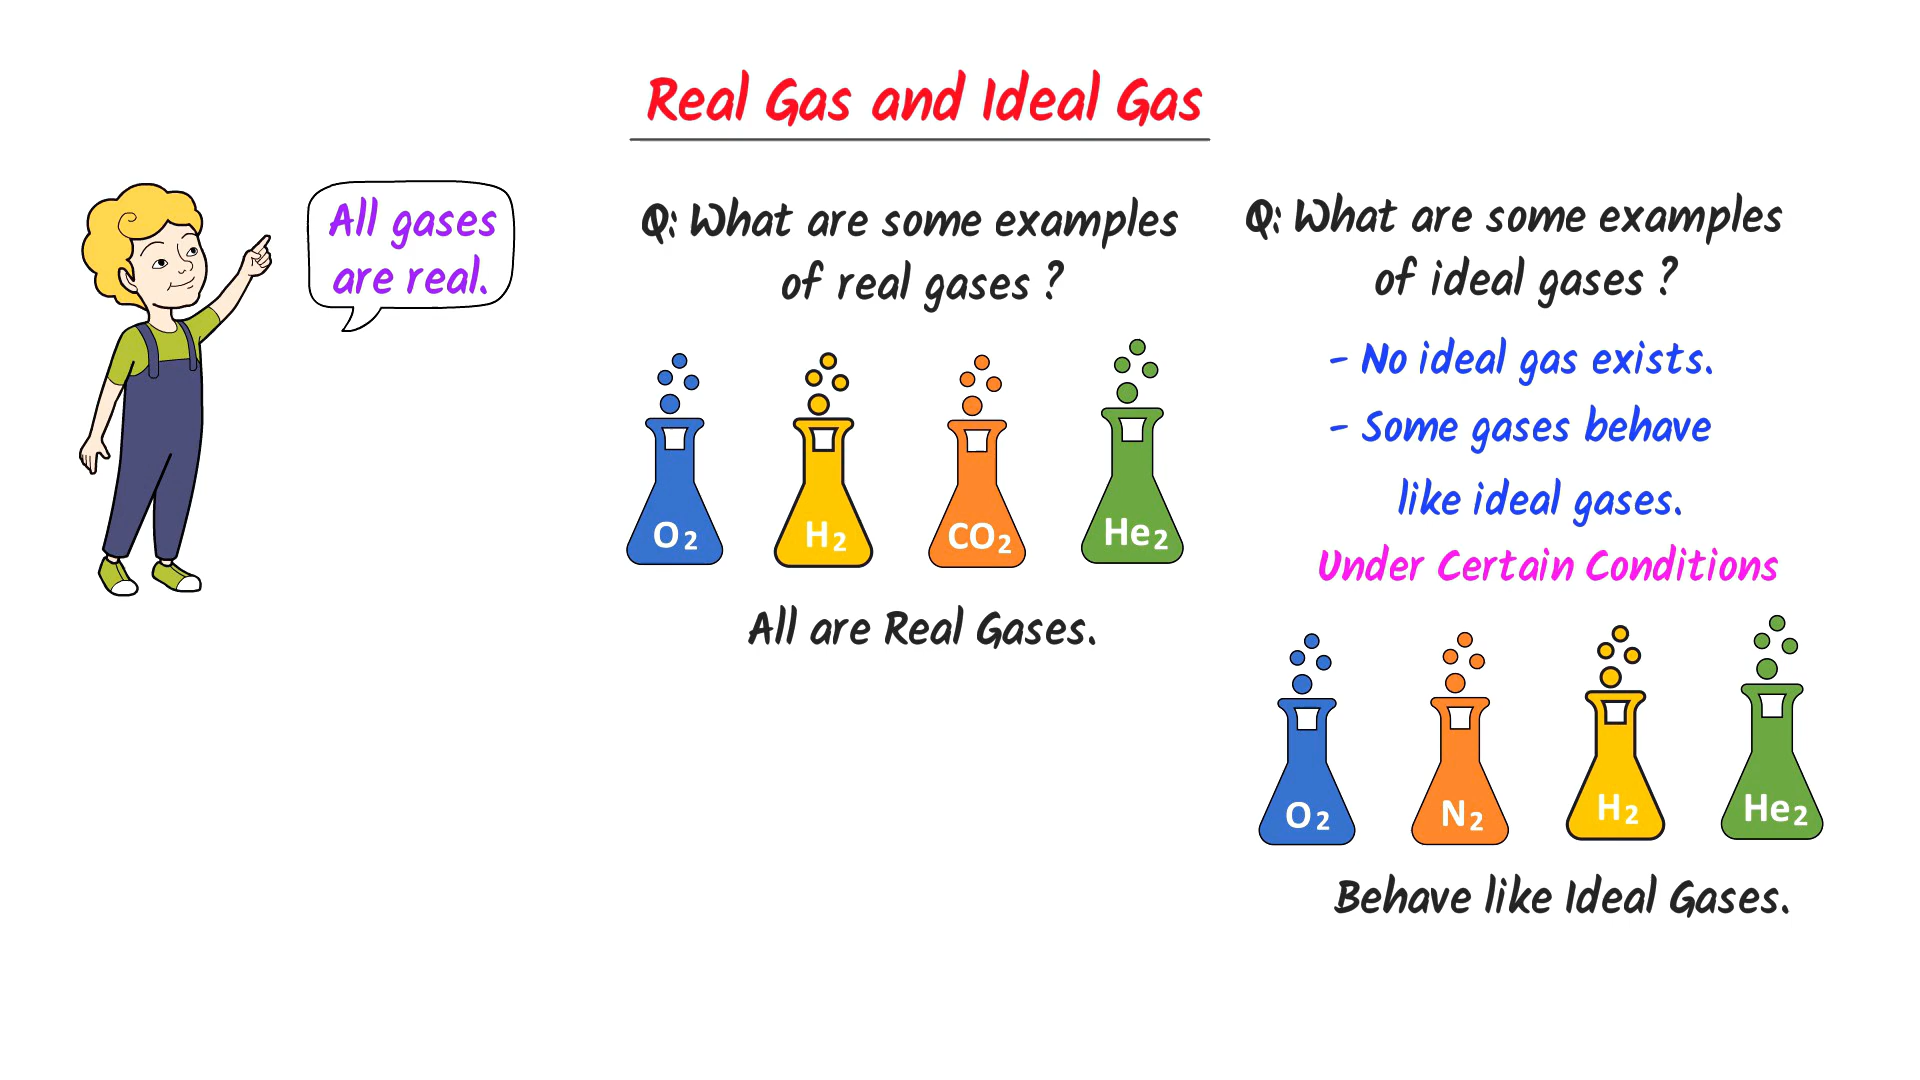 Real Gas and Ideal Gas
All gases
are real.
Q: What are some examples
of real gases ?
O2 H2 CO2 He2
All are Real Gases.
Q: What are some examples
of ideal gases ?
- No ideal gas exists.
- Some gases behave
like ideal gases.
Under Certain Conditions
O2 N2 H2 He2
Behave like Ideal Gases.